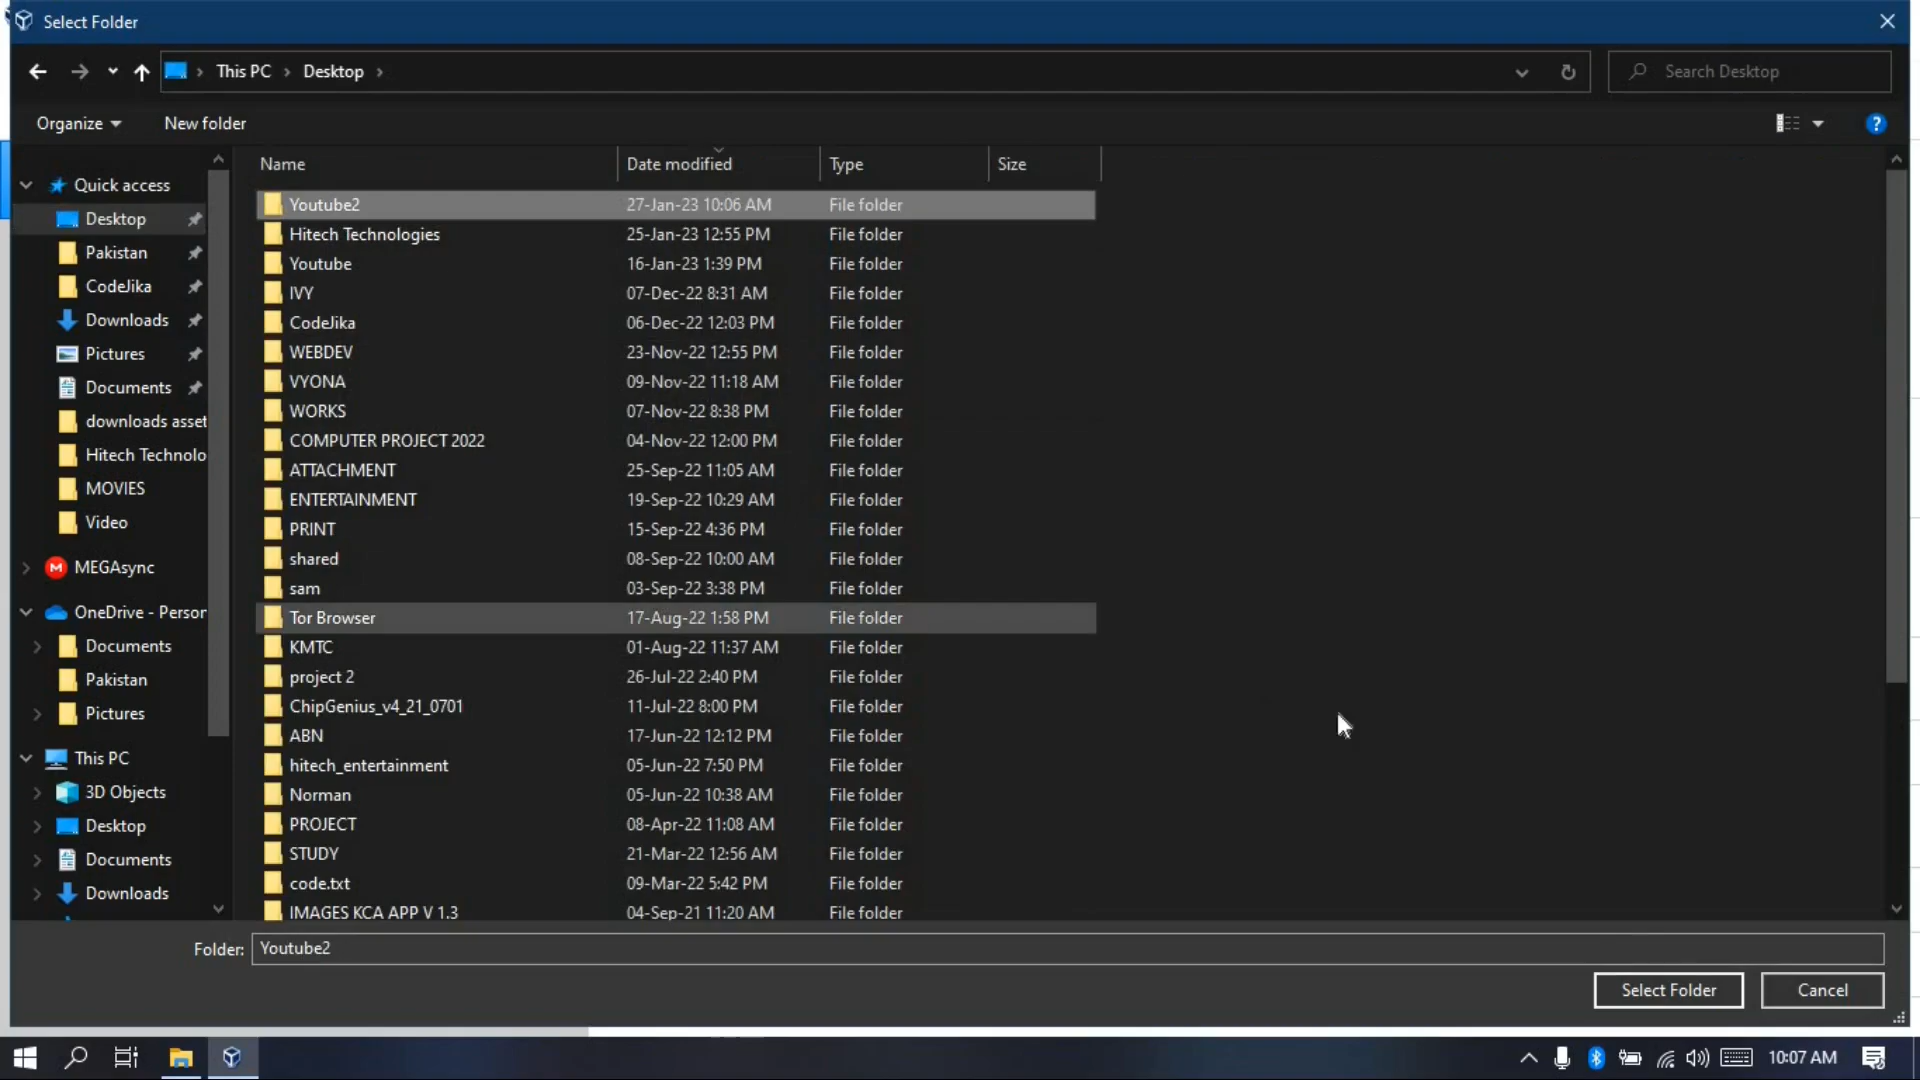 Select Folder
This PC
Desktop
Search Desktop
Organize
New folder
?
Name
Date modified
Type
Size
Quick access
Desktop
Pakistan
CodeJika
Downloads
Pictures
Documents
downloads asset
Hitech Technolo
MOVIES
Video
M
MEGAsync
OneDrive - Person
Documents
Pakistan
Pictures
This PC
3D Objects
Desktop
Documents
Downloads
Youtube2 27-Jan-23 10:06 AM File folder
Hitech Technologies 25-Jan-23 12:55 PM File folder
Youtube 16-Jan-23 1:39 PM File folder
IVY 07-Dec-22 8:31 AM File folder
CodeJika 06-Dec-22 12:03 PM File folder
WEBDEV 23-Nov-22 12:55 PM File folder
VYONA 09-Nov-22 11:18 AM File folder
WORKS 07-Nov-22 8:38 PM File folder
COMPUTER PROJECT 2022 04-Nov-22 12:00 PM File folder
ATTACHMENT 25-Sep-22 11:05 AM File folder
ENTERTAINMENT 19-Sep-22 10:29 AM File folder
PRINT 15-Sep-22 4:36 PM File folder
shared 08-Sep-22 10:00 AM File folder
sam 03-Sep-22 3:38 PM File folder
Tor Browser 17-Aug-22 1:58 PM File folder
KMTC 01-Aug-22 11:37 AM File folder
project 2 26-Jul-22 2:40 PM File folder
ChipGenius_v4_21_0701 11-Jul-22 8:00 PM File folder
ABN 17-Jun-22 12:12 PM File folder
hitech_entertainment 05-Jun-22 7:50 PM File folder
Norman 05-Jun-22 10:38 AM File folder
PROJECT 08-Apr-22 11:08 AM File folder
STUDY 21-Mar-22 12:56 AM File folder
code.txt 09-Mar-22 5:42 PM File folder
IMAGES KCA APP V 1.3 04-Sep-21 11:20 AM File folder
Folder: Youtube2
Select Folder
Cancel
10:07 AM